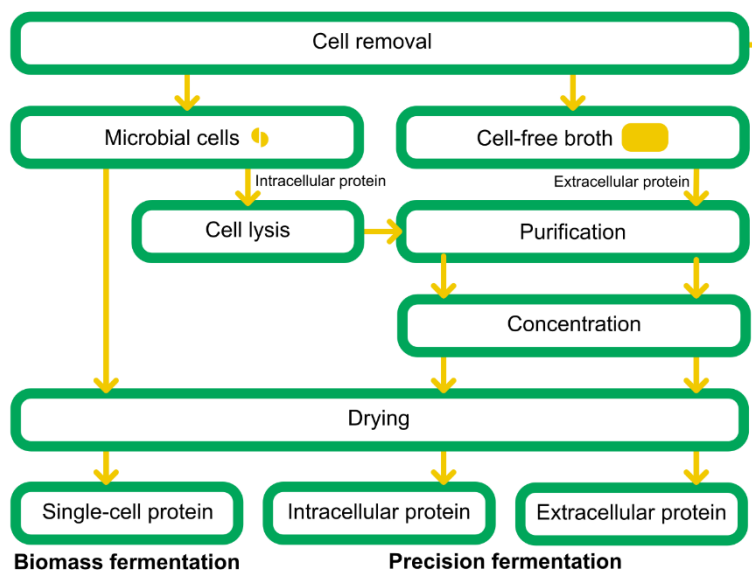 Cell removal
Microbial cells
Cell-free broth
Intracellular protein
Extracellular protein
Cell lysis
Purification
Concentration
Drying
Single-cell protein
Intracellular protein
Extracellular protein
Biomass fermentation
Precision fermentation